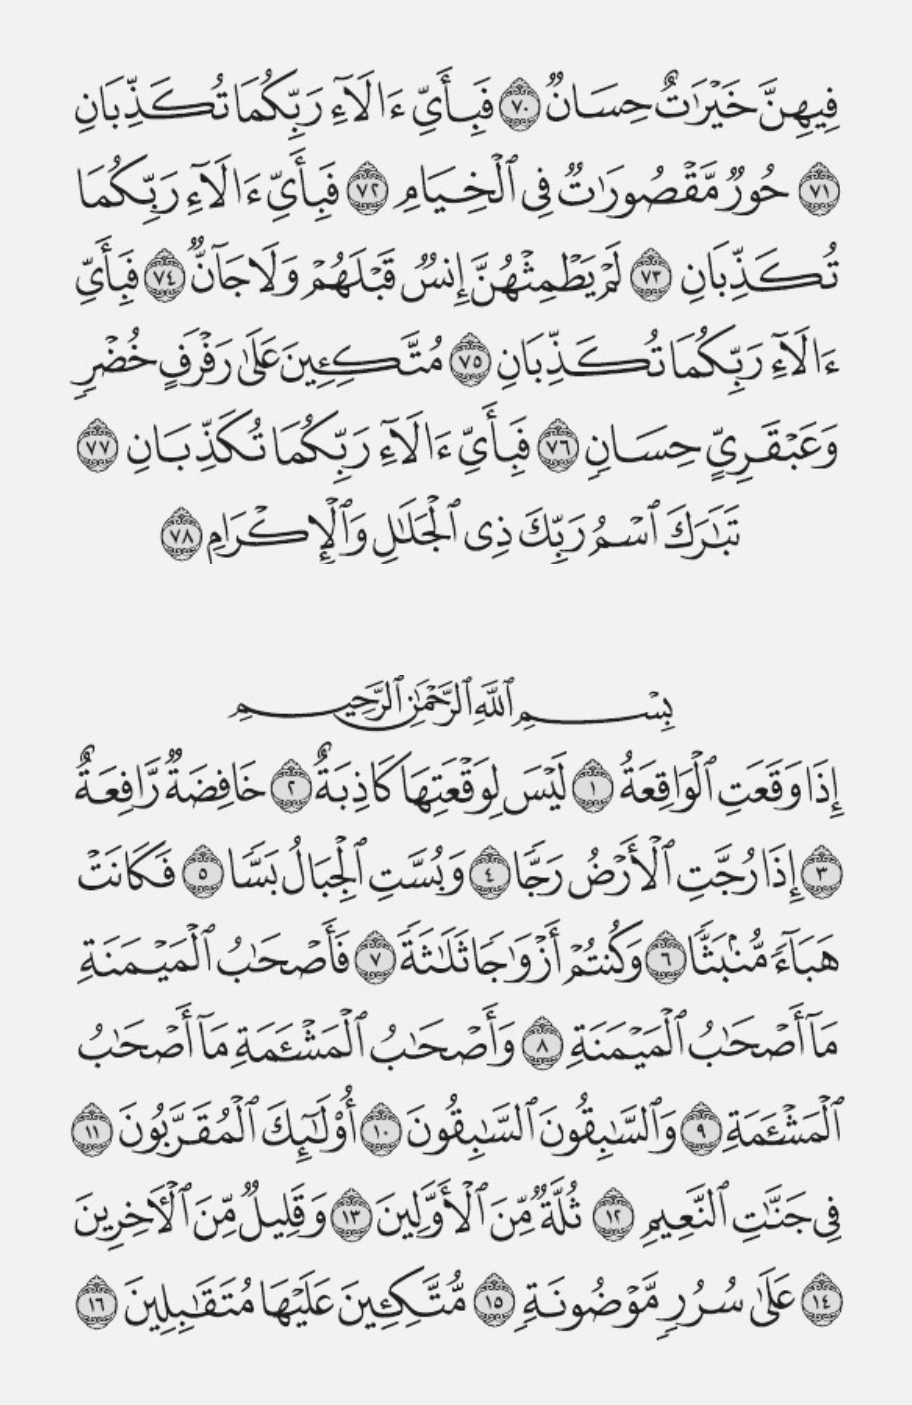 فِيهِنَّ خَيْرَٰتٌ حِسَانٌ ٧٠ فَبِأَيِّ ءَالَآءِ رَبِّكُمَا تُكَذِّبَانِ
٧١ حُورٌ مَّقْصُورَٰتٌ فِى ٱلْخِيَامِ ٧٢ فَبِأَيِّ ءَالَآءِ رَبِّكُمَا
تُكَذِّبَانِ ٧٣ لَمْ يَطْمِثْهُنَّ إِنسٌ قَبْلَهُمْ وَلَا جَآنٌّ ٧٤ فَبِأَيِّ
ءَالَآءِ رَبِّكُمَا تُكَذِّبَانِ ٧٥ مُتَّكِـِٔينَ عَلَىٰ رَفْرَفٍ خُضْرٍ
وَعَبْقَرِيٍّ حِسَانٍ ٧٦ فَبِأَيِّ ءَالَآءِ رَبِّكُمَا تُكَذِّبَانِ ٧٧
تَبَٰرَكَ ٱسْمُ رَبِّكَ ذِى ٱلْجَلَٰلِ وَٱلْإِكْرَامِ ٧٨
بِسْمِ ٱللَّهِ ٱلرَّحْمَٰنِ ٱلرَّحِيمِ
إِذَا وَقَعَتِ ٱلْوَاقِعَةُ ١ لَيْسَ لِوَقْعَتِهَا كَاذِبَةٌ ٢ خَافِضَةٌ رَّافِعَةٌ
٣ إِذَا رُجَّتِ ٱلْأَرْضُ رَجًّا ٤ وَبُسَّتِ ٱلْجِبَالُ بَسًّا ٥ فَكَانَتْ
هَبَآءً مُّنۢبَثًّا ٦ وَكُنتُمْ أَزْوَٰجًا ثَلَٰثَةً ٧ فَأَصْحَٰبُ ٱلْمَيْمَنَةِ
مَآ أَصْحَٰبُ ٱلْمَيْمَنَةِ ٨ وَأَصْحَٰبُ ٱلْمَشْـَٔمَةِ مَآ أَصْحَٰبُ
ٱلْمَشْـَٔمَةِ ٩ وَٱلسَّٰبِقُونَ ٱلسَّٰبِقُونَ ١٠ أُو۟لَٰٓئِكَ ٱلْمُقَرَّبُونَ ١١
فِى جَنَّٰتِ ٱلنَّعِيمِ ١٢ ثُلَّةٌ مِّنَ ٱلْأَوَّلِينَ ١٣ وَقَلِيلٌ مِّنَ ٱلْـَٔاخِرِينَ
١٤ عَلَىٰ سُرُرٍ مَّوْضُونَةٍ ١٥ مُّتَّكِـِٔينَ عَلَيْهَا مُتَقَٰبِلِينَ ١٦